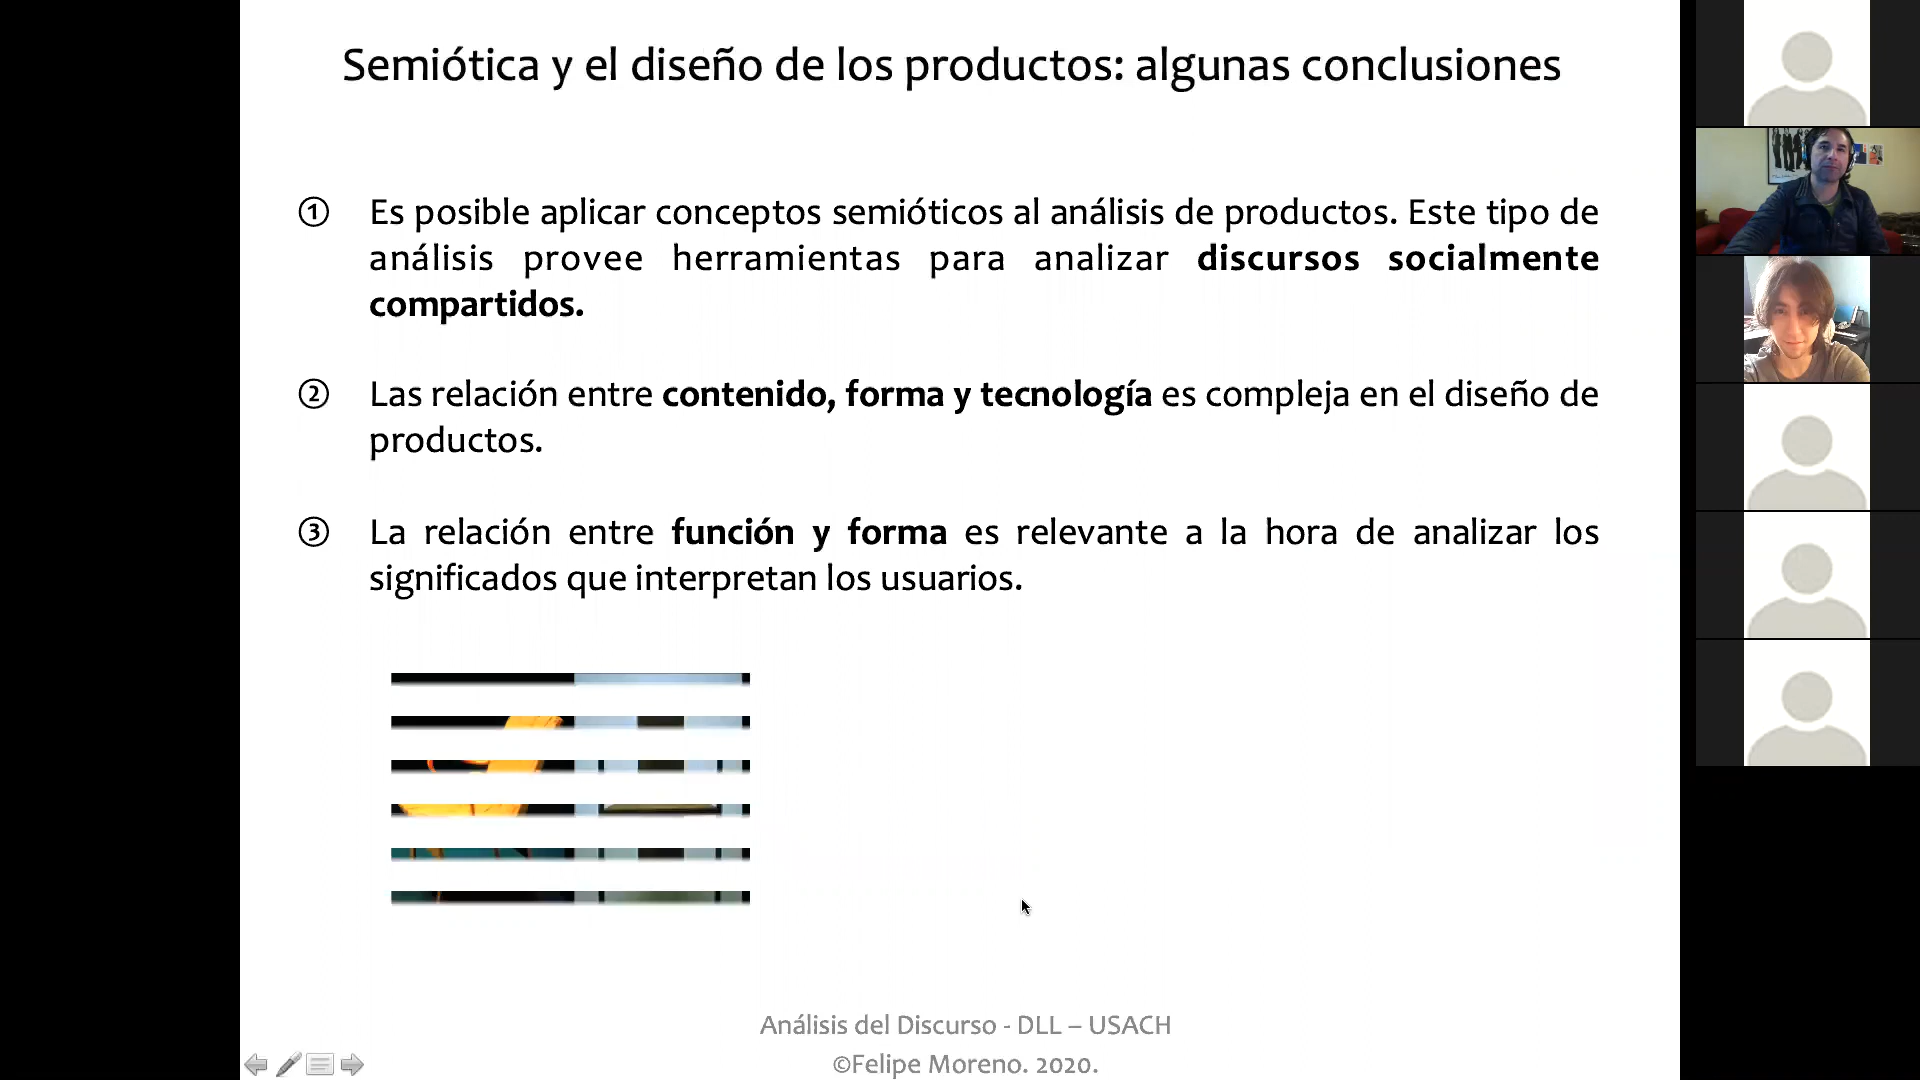 Semiótica y el diseño de los productos: algunas conclusiones
① Es posible aplicar conceptos semióticos al análisis de productos. Este tipo de
análisis provee herramientas para analizar discursos socialmente
compartidos.
② Las relación entre contenido, forma y tecnología es compleja en el diseño de
productos.
③ La relación entre función y forma es relevante a la hora de analizar los
significados que interpretan los usuarios.
Análisis del Discurso - DLL – USACH
©Felipe Moreno. 2020.